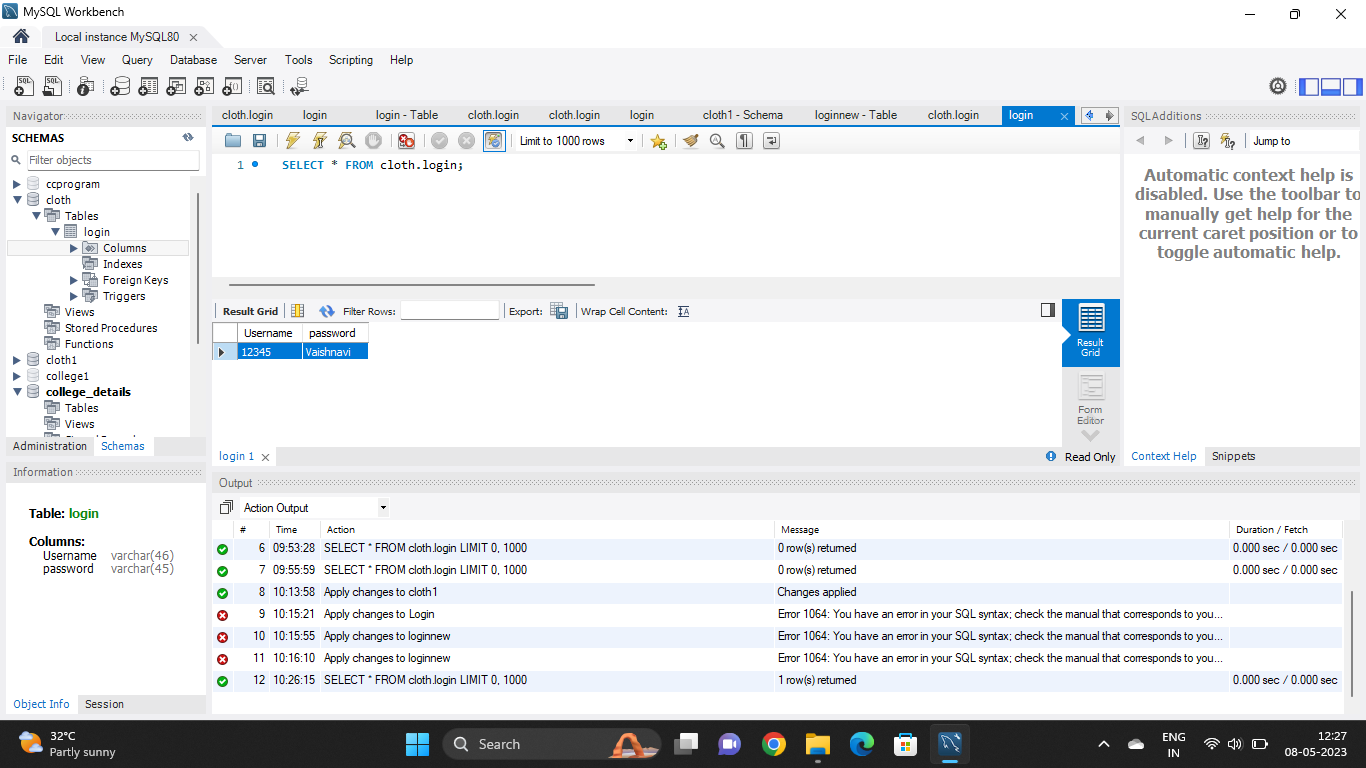 MySQL Workbench
Local instance MySQL80
File Edit View Query Database Server Tools Scripting Help
Navigator
SCHEMAS
Filter objects
ccprogram
cloth
Tables
login
Columns
Indexes
Foreign Keys
Triggers
Views
Stored Procedures
Functions
cloth1
college1
college_details
Tables
Views
Administration Schemas
Information
Table: login
Columns:
Username varchar(46)
password varchar(45)
Object Info Session
cloth.login login login - Table cloth.login cloth.login login cloth1 - Schema loginnew - Table cloth.login login
Limit to 1000 rows
1 SELECT * FROM cloth.login;
Result Grid Filter Rows: Export: Wrap Cell Content:
Username password
12345 Vaishnavi
Result
Grid
Form
Editor
login 1 Read Only
SQLAdditions
Jump to
Automatic context help is
disabled. Use the toolbar to
manually get help for the
current caret position or to
toggle automatic help.
Context Help Snippets
Output
Action Output
# Time Action Message Duration / Fetch
6 09:53:28 SELECT * FROM cloth.login LIMIT 0, 1000 0 row(s) returned 0.000 sec / 0.000 sec
7 09:55:59 SELECT * FROM cloth.login LIMIT 0, 1000 0 row(s) returned 0.000 sec / 0.000 sec
8 10:13:58 Apply changes to cloth1 Changes applied
9 10:15:21 Apply changes to Login Error 1064: You have an error in your SQL syntax; check the manual that corresponds to you...
10 10:15:55 Apply changes to loginnew Error 1064: You have an error in your SQL syntax; check the manual that corresponds to you...
11 10:16:10 Apply changes to loginnew Error 1064: You have an error in your SQL syntax; check the manual that corresponds to you...
12 10:26:15 SELECT * FROM cloth.login LIMIT 0, 1000 1 row(s) returned 0.000 sec / 0.000 sec
32°C
Partly sunny
Search
ENG
IN
12:27
08-05-2023